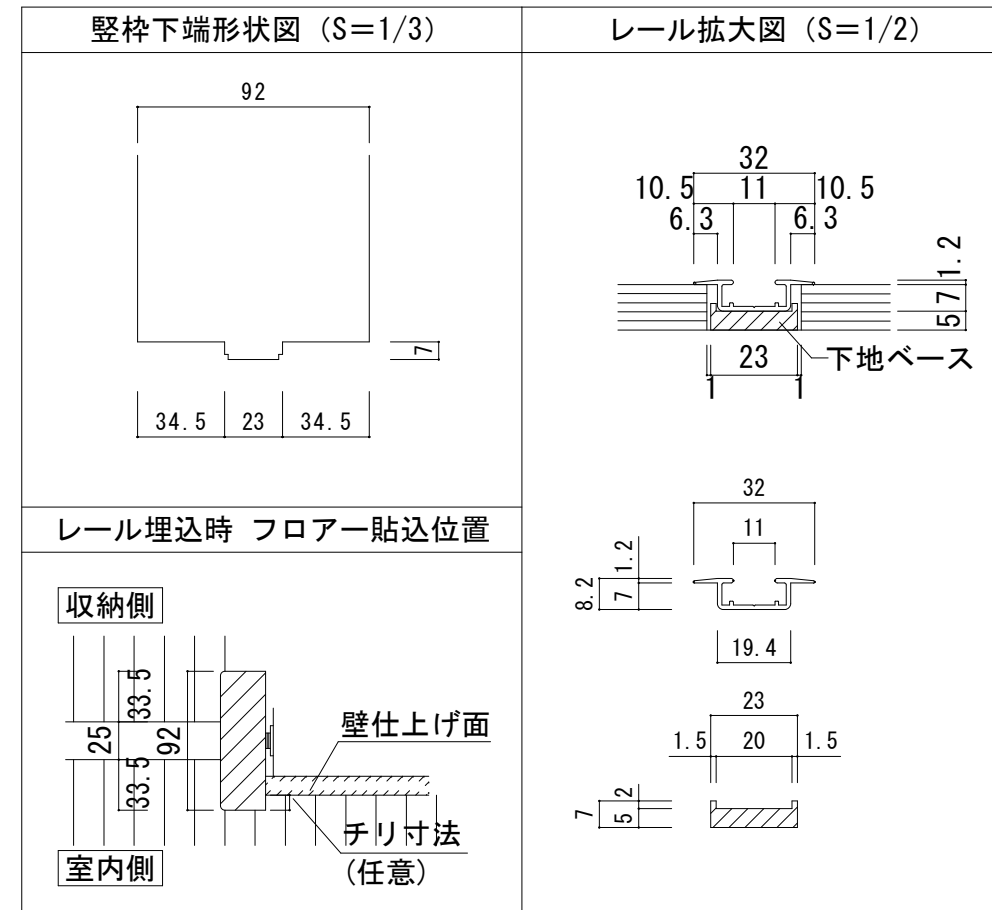 竪枠下端形状図 (S=1/3)
92
7
34.5 23 34.5
レール埋込時 フロアー貼込位置
収納側
33.5
25
92
33.5
壁仕上げ面
チリ寸法
(任意)
室内側
レール拡大図 (S=1/2)
32
10.5 11 10.5
6.3 6.3
1.2
7
5
下地ベース
23
1 1
32
11
1.2
8.2
7
19.4
23
1.5 20 1.5
2
7
5